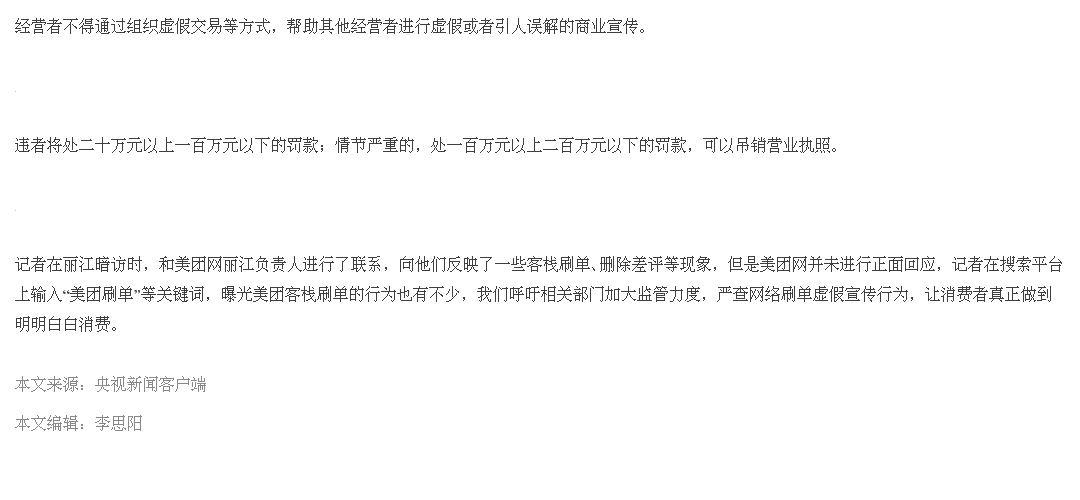 经营者不得通过组织虚假交易等方式，帮助其他经营者进行虚假或者引人误解的商业宣传。
违者将处二十万元以上一百万元以下的罚款；情节严重的，处一百万元以上二百万元以下的罚款，可以吊销营业执照。
记者在丽江暗访时，和美团网丽江负责人进行了联系，向他们反映了一些客栈刷单、删除差评等现象，但是美团网并未进行正面回应，记者在搜索平台
上输入“美团刷单”等关键词，曝光美团客栈刷单的行为也有不少，我们呼吁相关部门加大监管力度，严查网络刷单虚假宣传行为，让消费者真正做到
明明白白消费。
本文来源：央视新闻客户端
本文编辑：李思阳